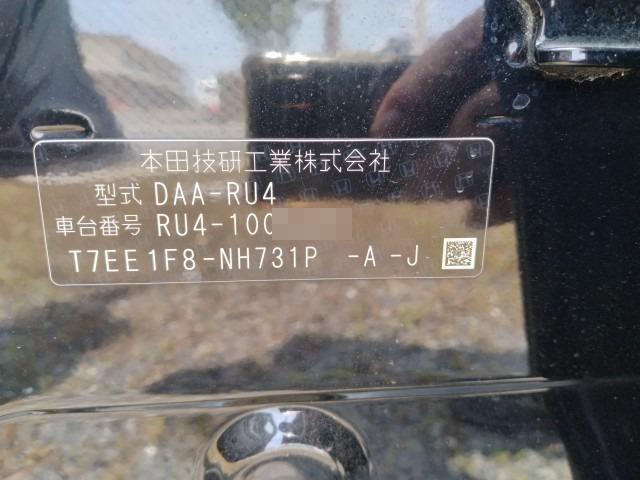 本田技研工業株式会社
型式 DAA-RU4
車台番号 RU4-100
T7EE1F8-NH731P -A -J